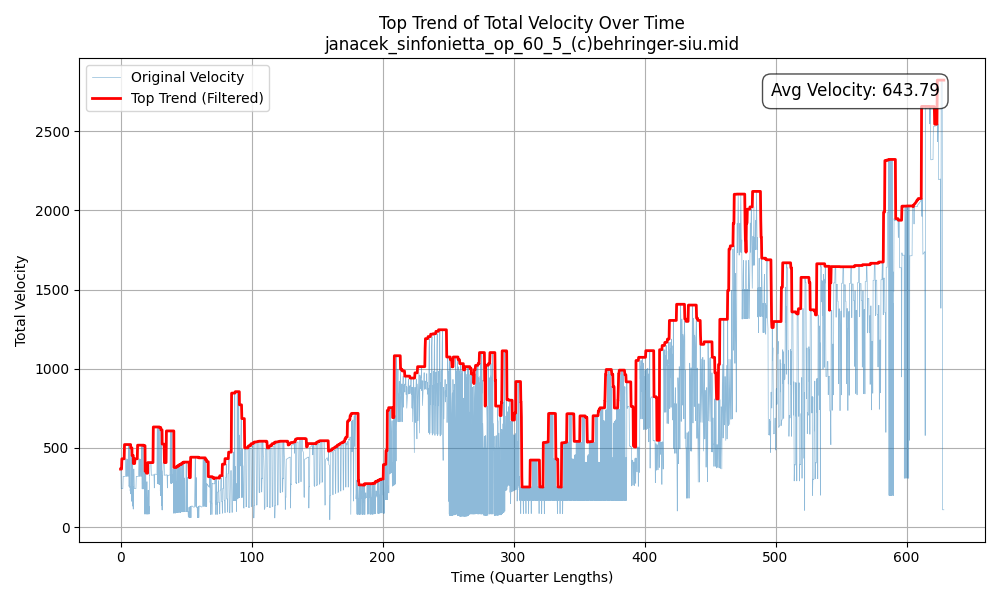 Top Trend of Total Velocity Over Time
janacek_sinfonietta_op_60_5_(c)behringer-siu.mid
Original Velocity
Top Trend (Filtered)
Avg Velocity: 643.79
Total Velocity
2500
2000
1500
1000
500
0
0 100 200 300 400 500 600
Time (Quarter Lengths)